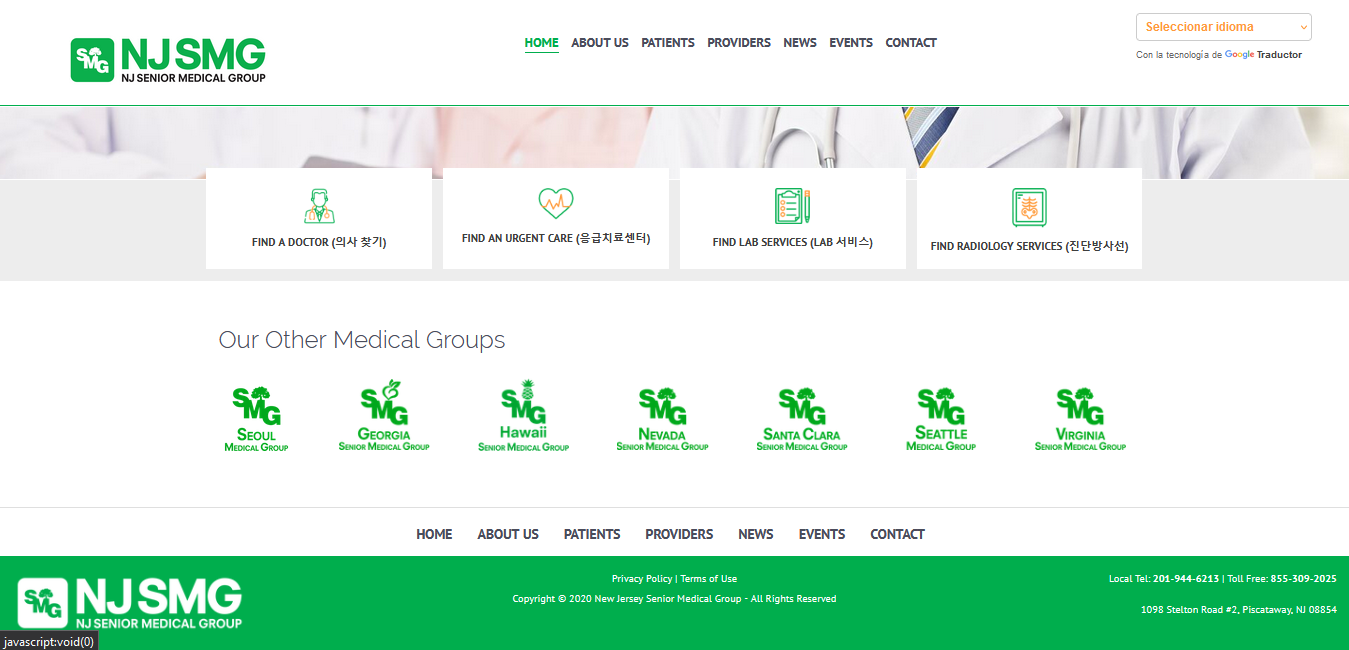 SMG NJ SMG
NJ SENIOR MEDICAL GROUP
HOME ABOUT US PATIENTS PROVIDERS NEWS EVENTS CONTACT
Seleccionar idioma
Con la tecnología de Google Traductor
FIND A DOCTOR (의사 찾기)
FIND AN URGENT CARE (응급치료센터)
FIND LAB SERVICES (LAB 서비스)
FIND RADIOLOGY SERVICES (진단방사선)
Our Other Medical Groups
SMG
SEOUL
MEDICAL GROUP
SMG
GEORGIA
SENIOR MEDICAL GROUP
SMG
Hawaii
SENIOR MEDICAL GROUP
SMG
NEVADA
SENIOR MEDICAL GROUP
SMG
SANTA CLARA
SENIOR MEDICAL GROUP
SMG
SEATTLE
MEDICAL GROUP
SMG
VIRGINIA
SENIOR MEDICAL GROUP
HOME ABOUT US PATIENTS PROVIDERS NEWS EVENTS CONTACT
SMG NJ SMG
NJ SENIOR MEDICAL GROUP
Privacy Policy | Terms of Use
Copyright © 2020 New Jersey Senior Medical Group - All Rights Reserved
Local Tel: 201-944-6213 | Toll Free: 855-309-2025
1098 Stelton Road #2, Piscataway, NJ 08854
javascript:void(0)